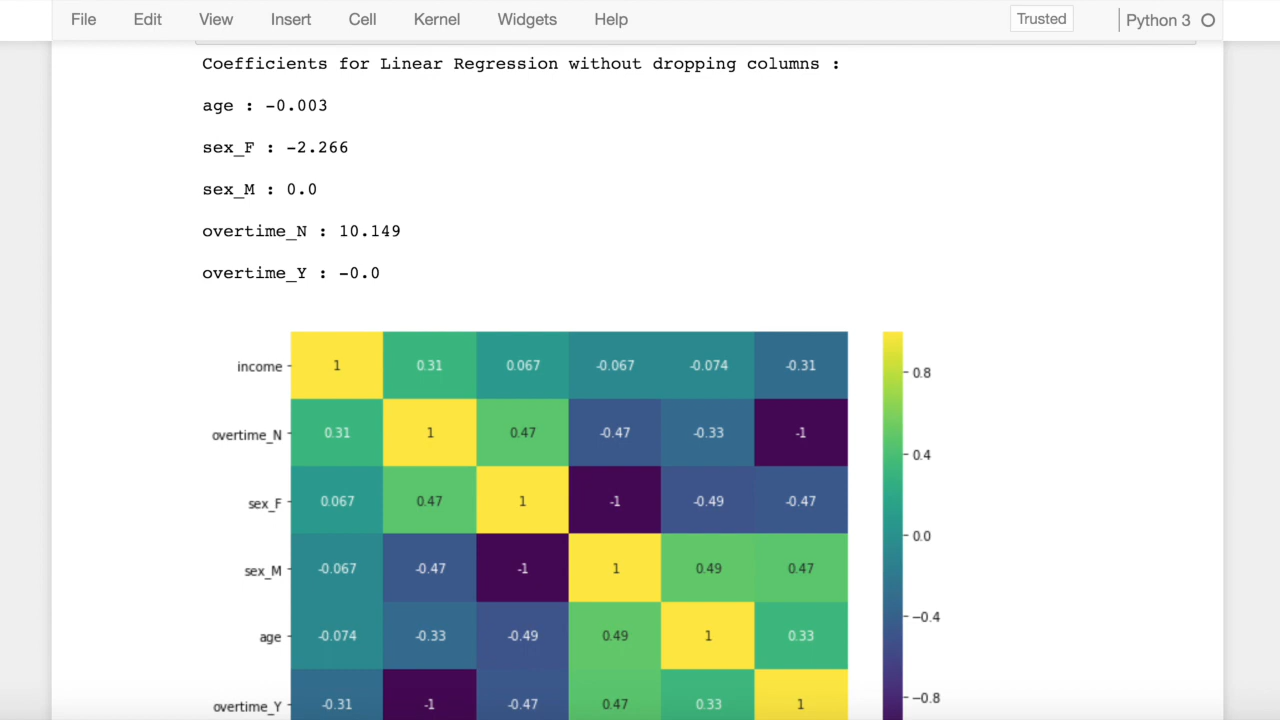 File Edit View Insert Cell Kernel Widgets Help Trusted Python 3
Coefficients for Linear Regression without dropping columns :
age : -0.003
sex_F : -2.266
sex_M : 0.0
overtime_N : 10.149
overtime_Y : -0.0
income 1 0.31 0.067 -0.067 -0.074 -0.31
0.8
overtime_N 0.31 1 0.47 -0.47 -0.33 -1
0.4
sex_F 0.067 0.47 1 -1 -0.49 -0.47
0.0
sex_M -0.067 -0.47 -1 1 0.49 0.47
−0.4
age -0.074 -0.33 -0.49 0.49 1 0.33
−0.8
overtime_Y -0.31 -1 -0.47 0.47 0.33 1